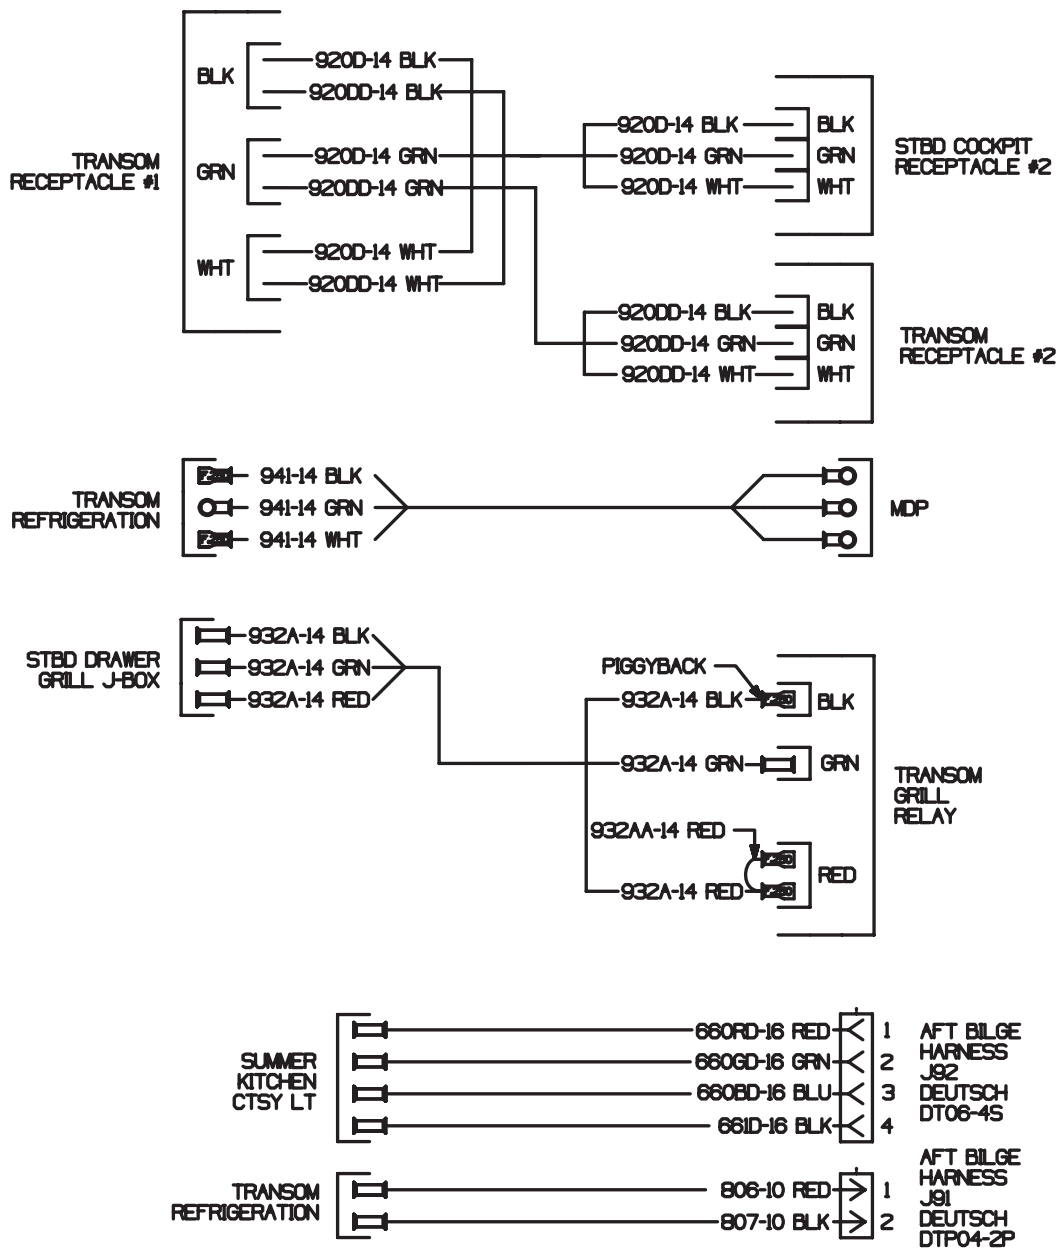 TRANSOM
RECEPTACLE #1
BLK
920D-14 BLK
920DD-14 BLK
GRN
920D-14 GRN
920DD-14 GRN
WHT
920D-14 WHT
920DD-14 WHT
920D-14 BLK
920D-14 GRN
920D-14 WHT
BLK
GRN
WHT
STBD COCKPIT
RECEPTACLE #2
920DD-14 BLK
920DD-14 GRN
920DD-14 WHT
BLK
GRN
WHT
TRANSOM
RECEPTACLE #2
TRANSOM
REFRIGERATION
941-14 BLK
941-14 GRN
941-14 WHT
MDP
STBD DRAWER
GRILL J-BOX
932A-14 BLK
932A-14 GRN
932A-14 RED
PIGGYBACK
932A-14 BLK
BLK
932A-14 GRN
GRN
932AA-14 RED
932A-14 RED
RED
TRANSOM
GRILL
RELAY
SUMMER
KITCHEN
CTSY LT
660RD-16 RED 1
660GD-16 GRN 2
660BD-16 BLU 3
661D-16 BLK 4
AFT BILGE
HARNESS
J92
DEUTSCH
DT06-4S
TRANSOM
REFRIGERATION
806-10 RED 1
807-10 BLK 2
AFT BILGE
HARNESS
J91
DEUTSCH
DTP04-2P